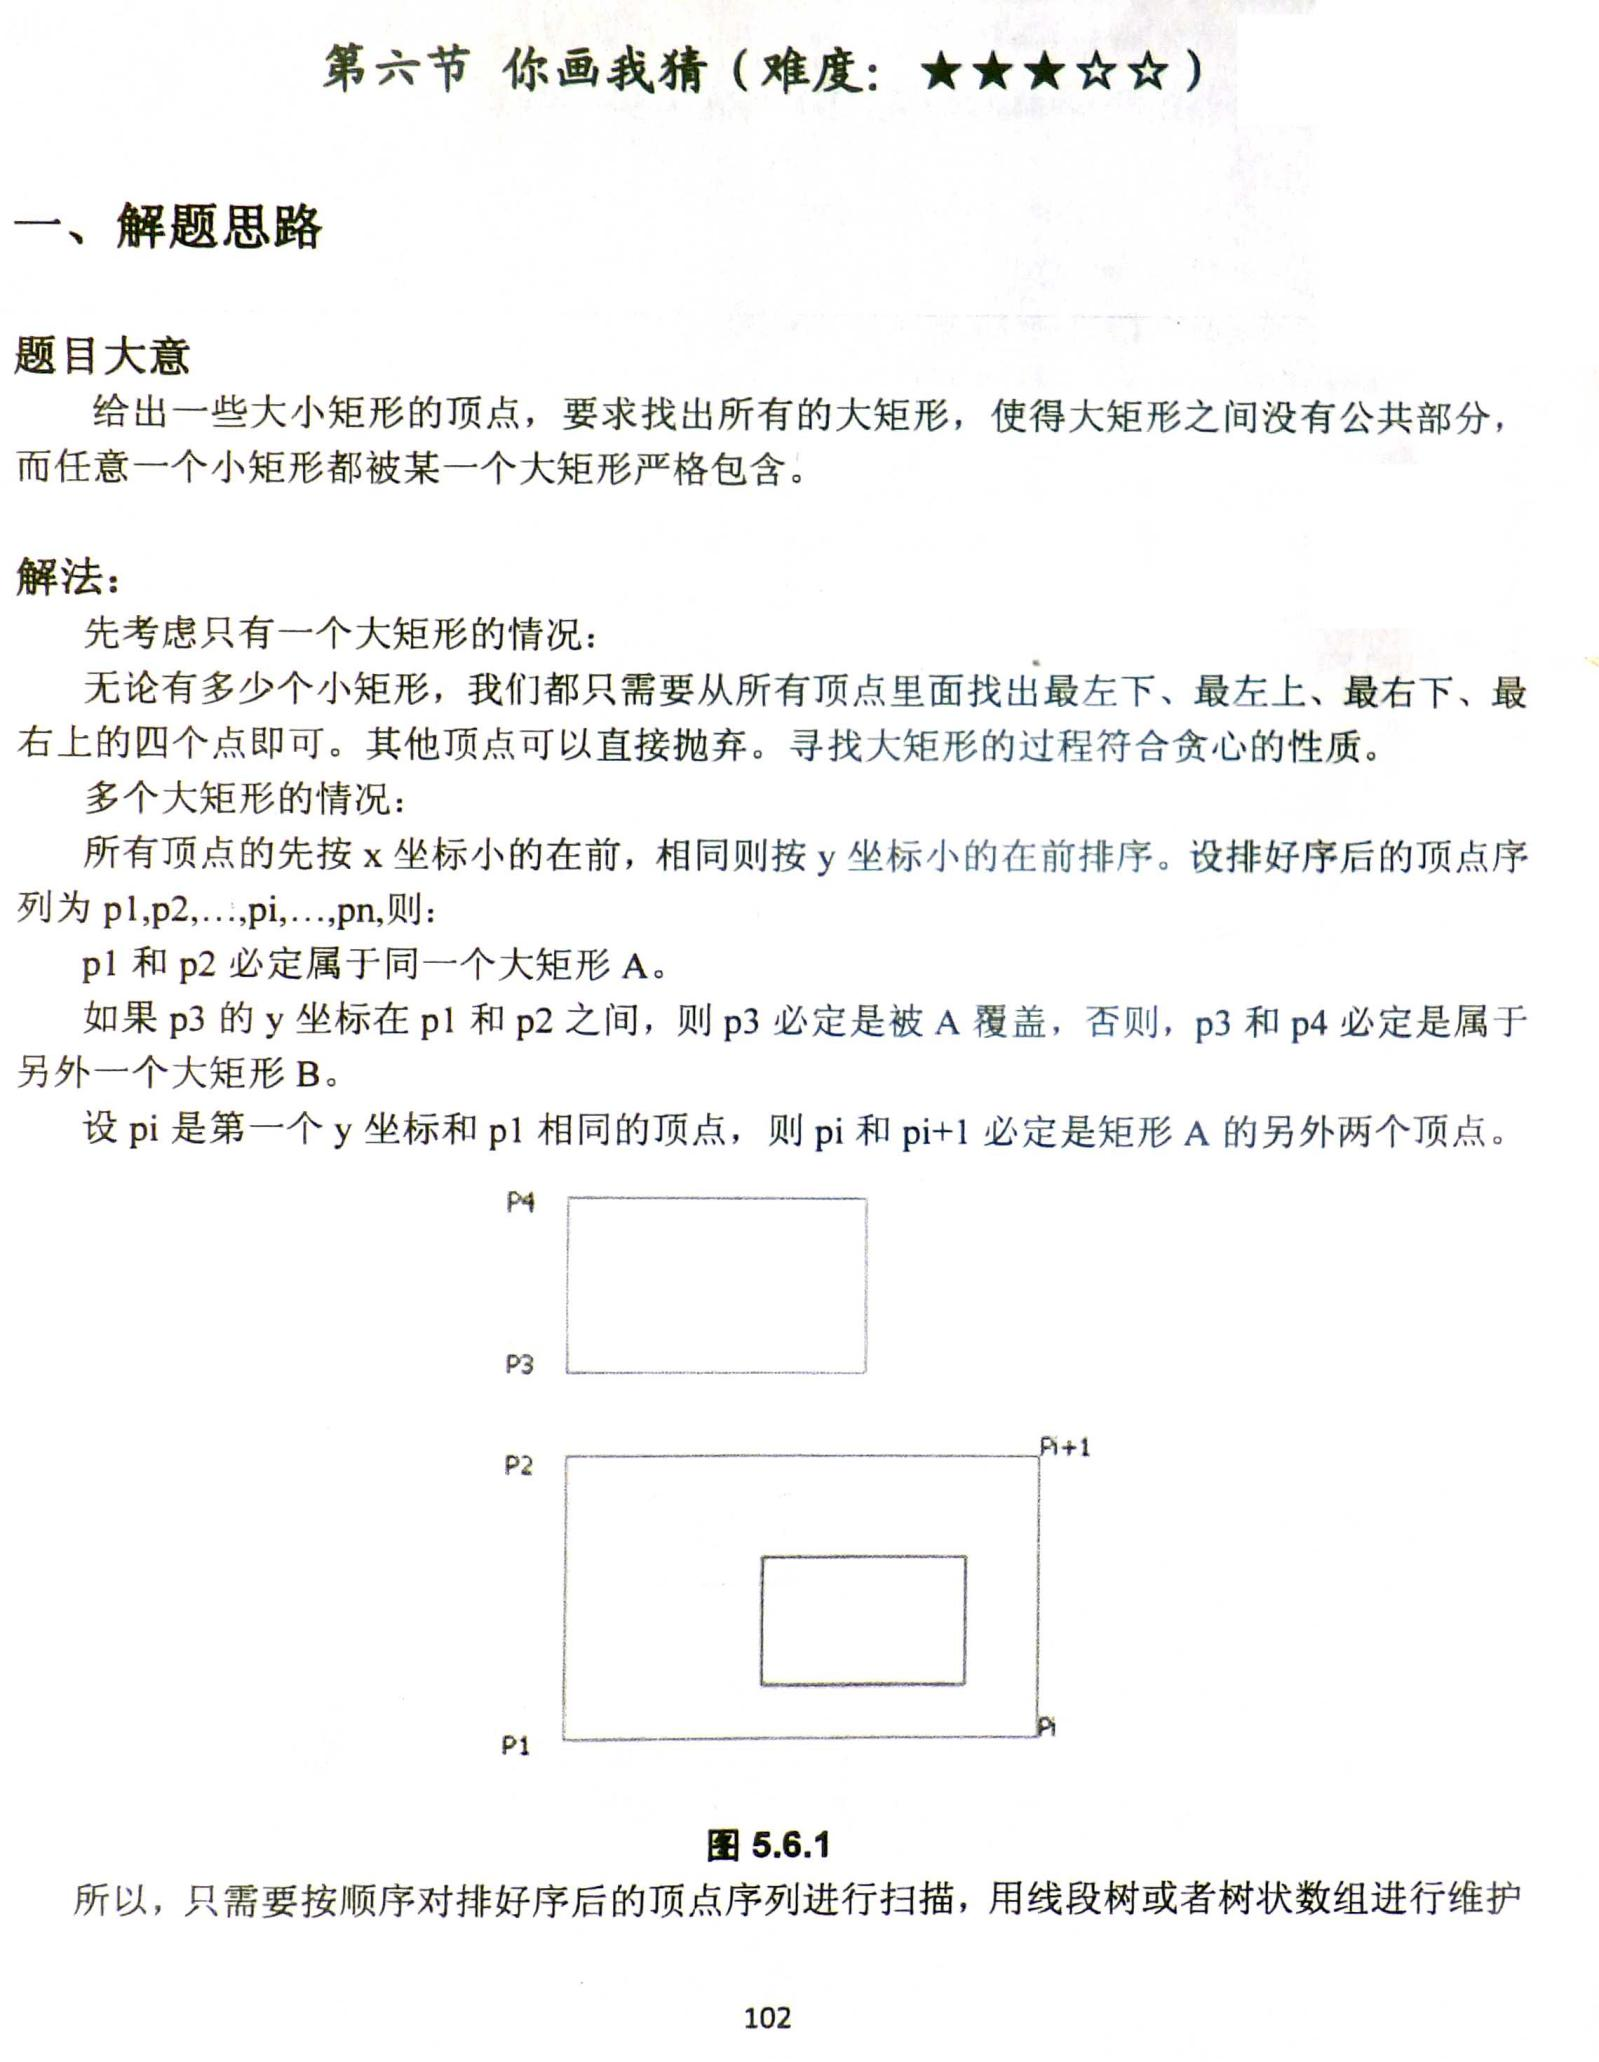 第六节 你画我猜（难度：★★★☆☆）
一、解题思路
题目大意
给出一些大小矩形的顶点，要求找出所有的大矩形，使得大矩形之间没有公共部分，
而任意一个小矩形都被某一个大矩形严格包含。
解法：
先考虑只有一个大矩形的情况：
无论有多少个小矩形，我们都只需要从所有顶点里面找出最左下、最左上、最右下、最
右上的四个点即可。其他顶点可以直接抛弃。寻找大矩形的过程符合贪心的性质。
多个大矩形的情况：
所有顶点的先按 x 坐标小的在前，相同则按 y 坐标小的在前排序。设排好序后的顶点序
列为 p1,p2,…,pi,…,pn,则：
p1 和 p2 必定属于同一个大矩形 A。
如果 p3 的 y 坐标在 p1 和 p2 之间，则 p3 必定是被 A 覆盖，否则，p3 和 p4 必定是属于
另外一个大矩形 B。
设 pi 是第一个 y 坐标和 p1 相同的顶点，则 pi 和 pi+1 必定是矩形 A 的另外两个顶点。
P4
P3
Pi+1
P2
Pi
P1
图 5.6.1
所以，只需要按顺序对排好序后的顶点序列进行扫描，用线段树或者树状数组进行维护
102